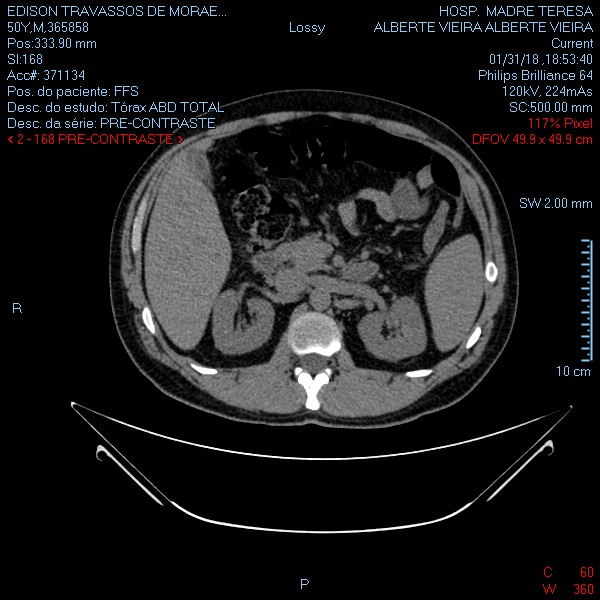 EDISON TRAVASSOS DE MORAE...
50Y,M,365858
Pos:333.90 mm
Sl:168
Acc#: 371134
Pos. do paciente: FFS
Desc. do estudo: Tórax ABD TOTAL
Desc. da série: PRE-CONTRASTE
< 2 - 168 PRE-CONTRASTE >
Lossy
HOSP. MADRE TERESA
ALBERTE VIEIRA ALBERTE VIEIRA
Current
01/31/18 ,18:53:40
Philips Brilliance 64
120kV, 224mAs
SC:500.00 mm
117% Pixel
DFOV 49.9 x 49.9 cm
SW 2.00 mm
R
10 cm
P
C 60
W 360